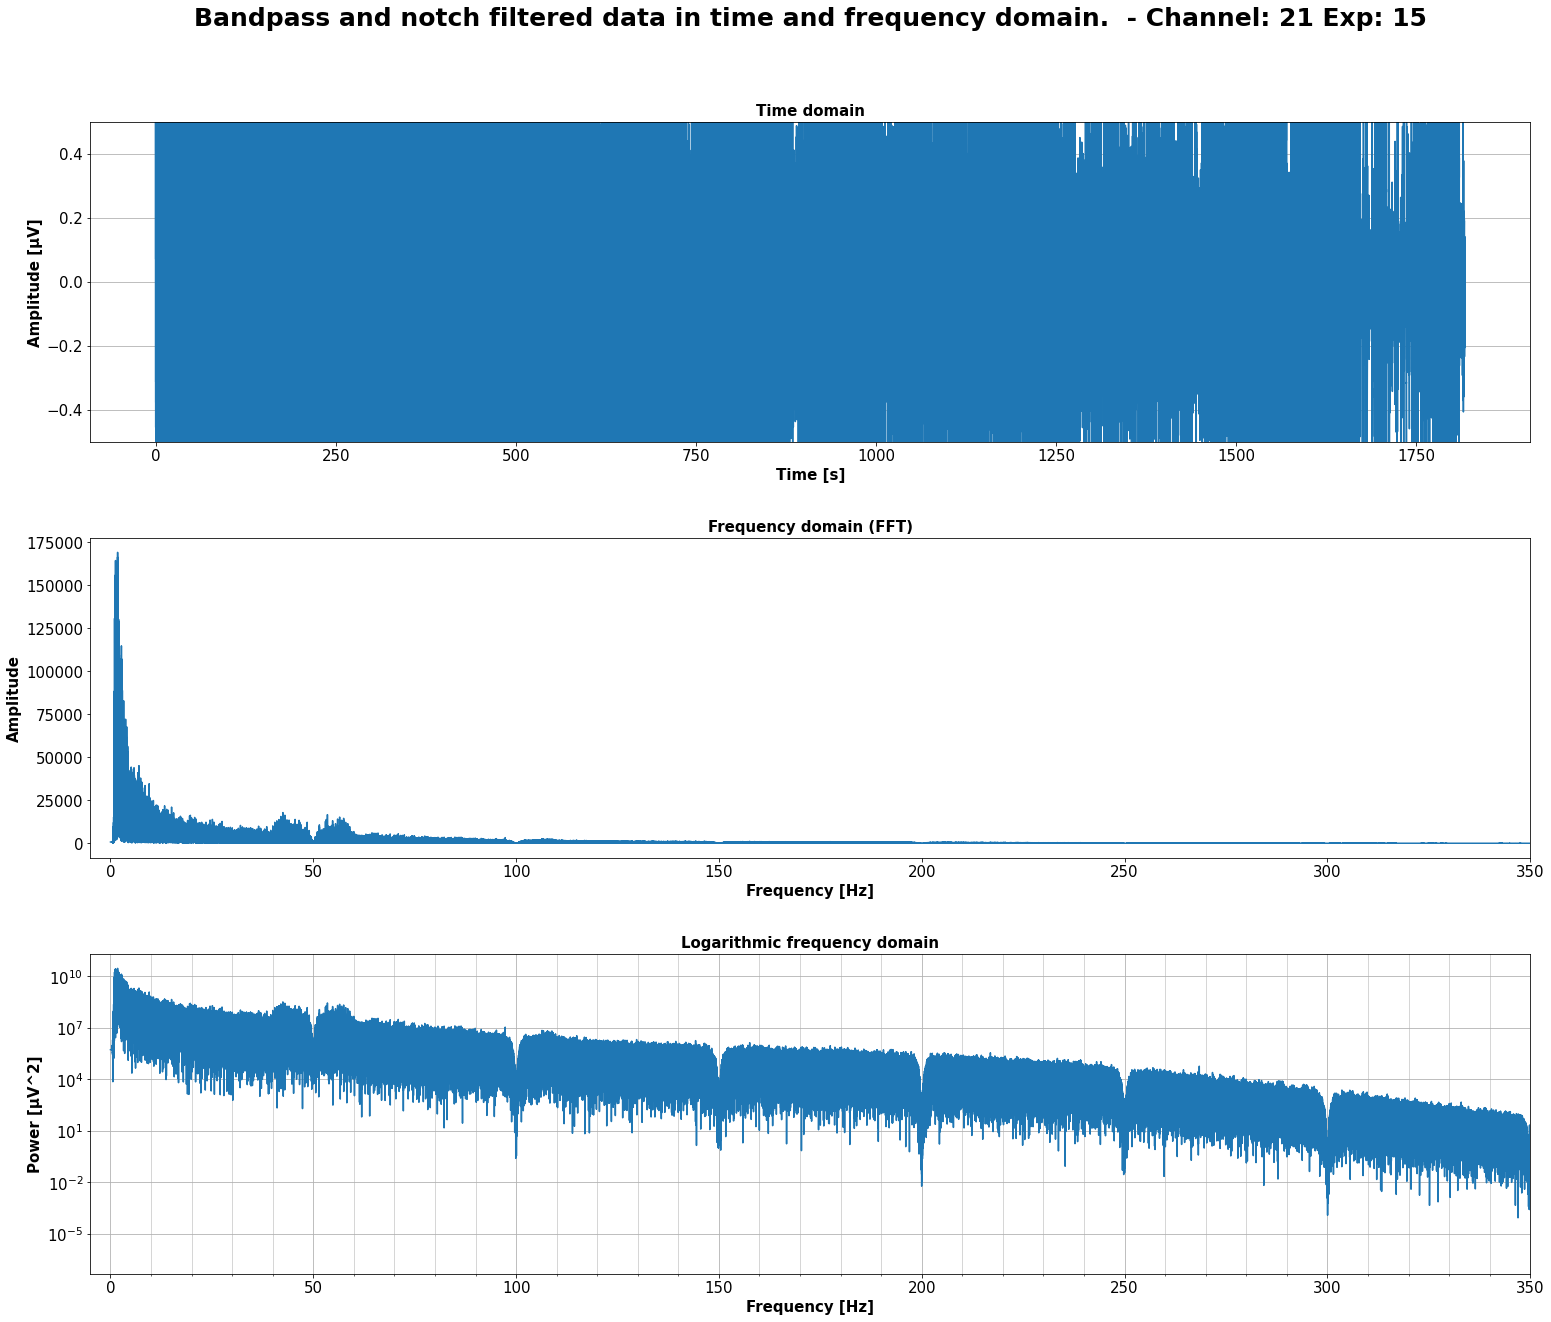 Bandpass and notch filtered data in time and frequency domain.  - Channel: 21 Exp: 15
Time domain
0.4
0.2
0.0
−0.2
−0.4
Amplitude [µV]
0 250 500 750 1000 1250 1500 1750
Time [s]
Frequency domain (FFT)
175000
150000
125000
100000
75000
50000
25000
0
Amplitude
0 50 100 150 200 250 300 350
Frequency [Hz]
Logarithmic frequency domain
10^10
10^7
10^4
10^1
10^−2
10^−5
Power [µV^2]
0 50 100 150 200 250 300 350
Frequency [Hz]